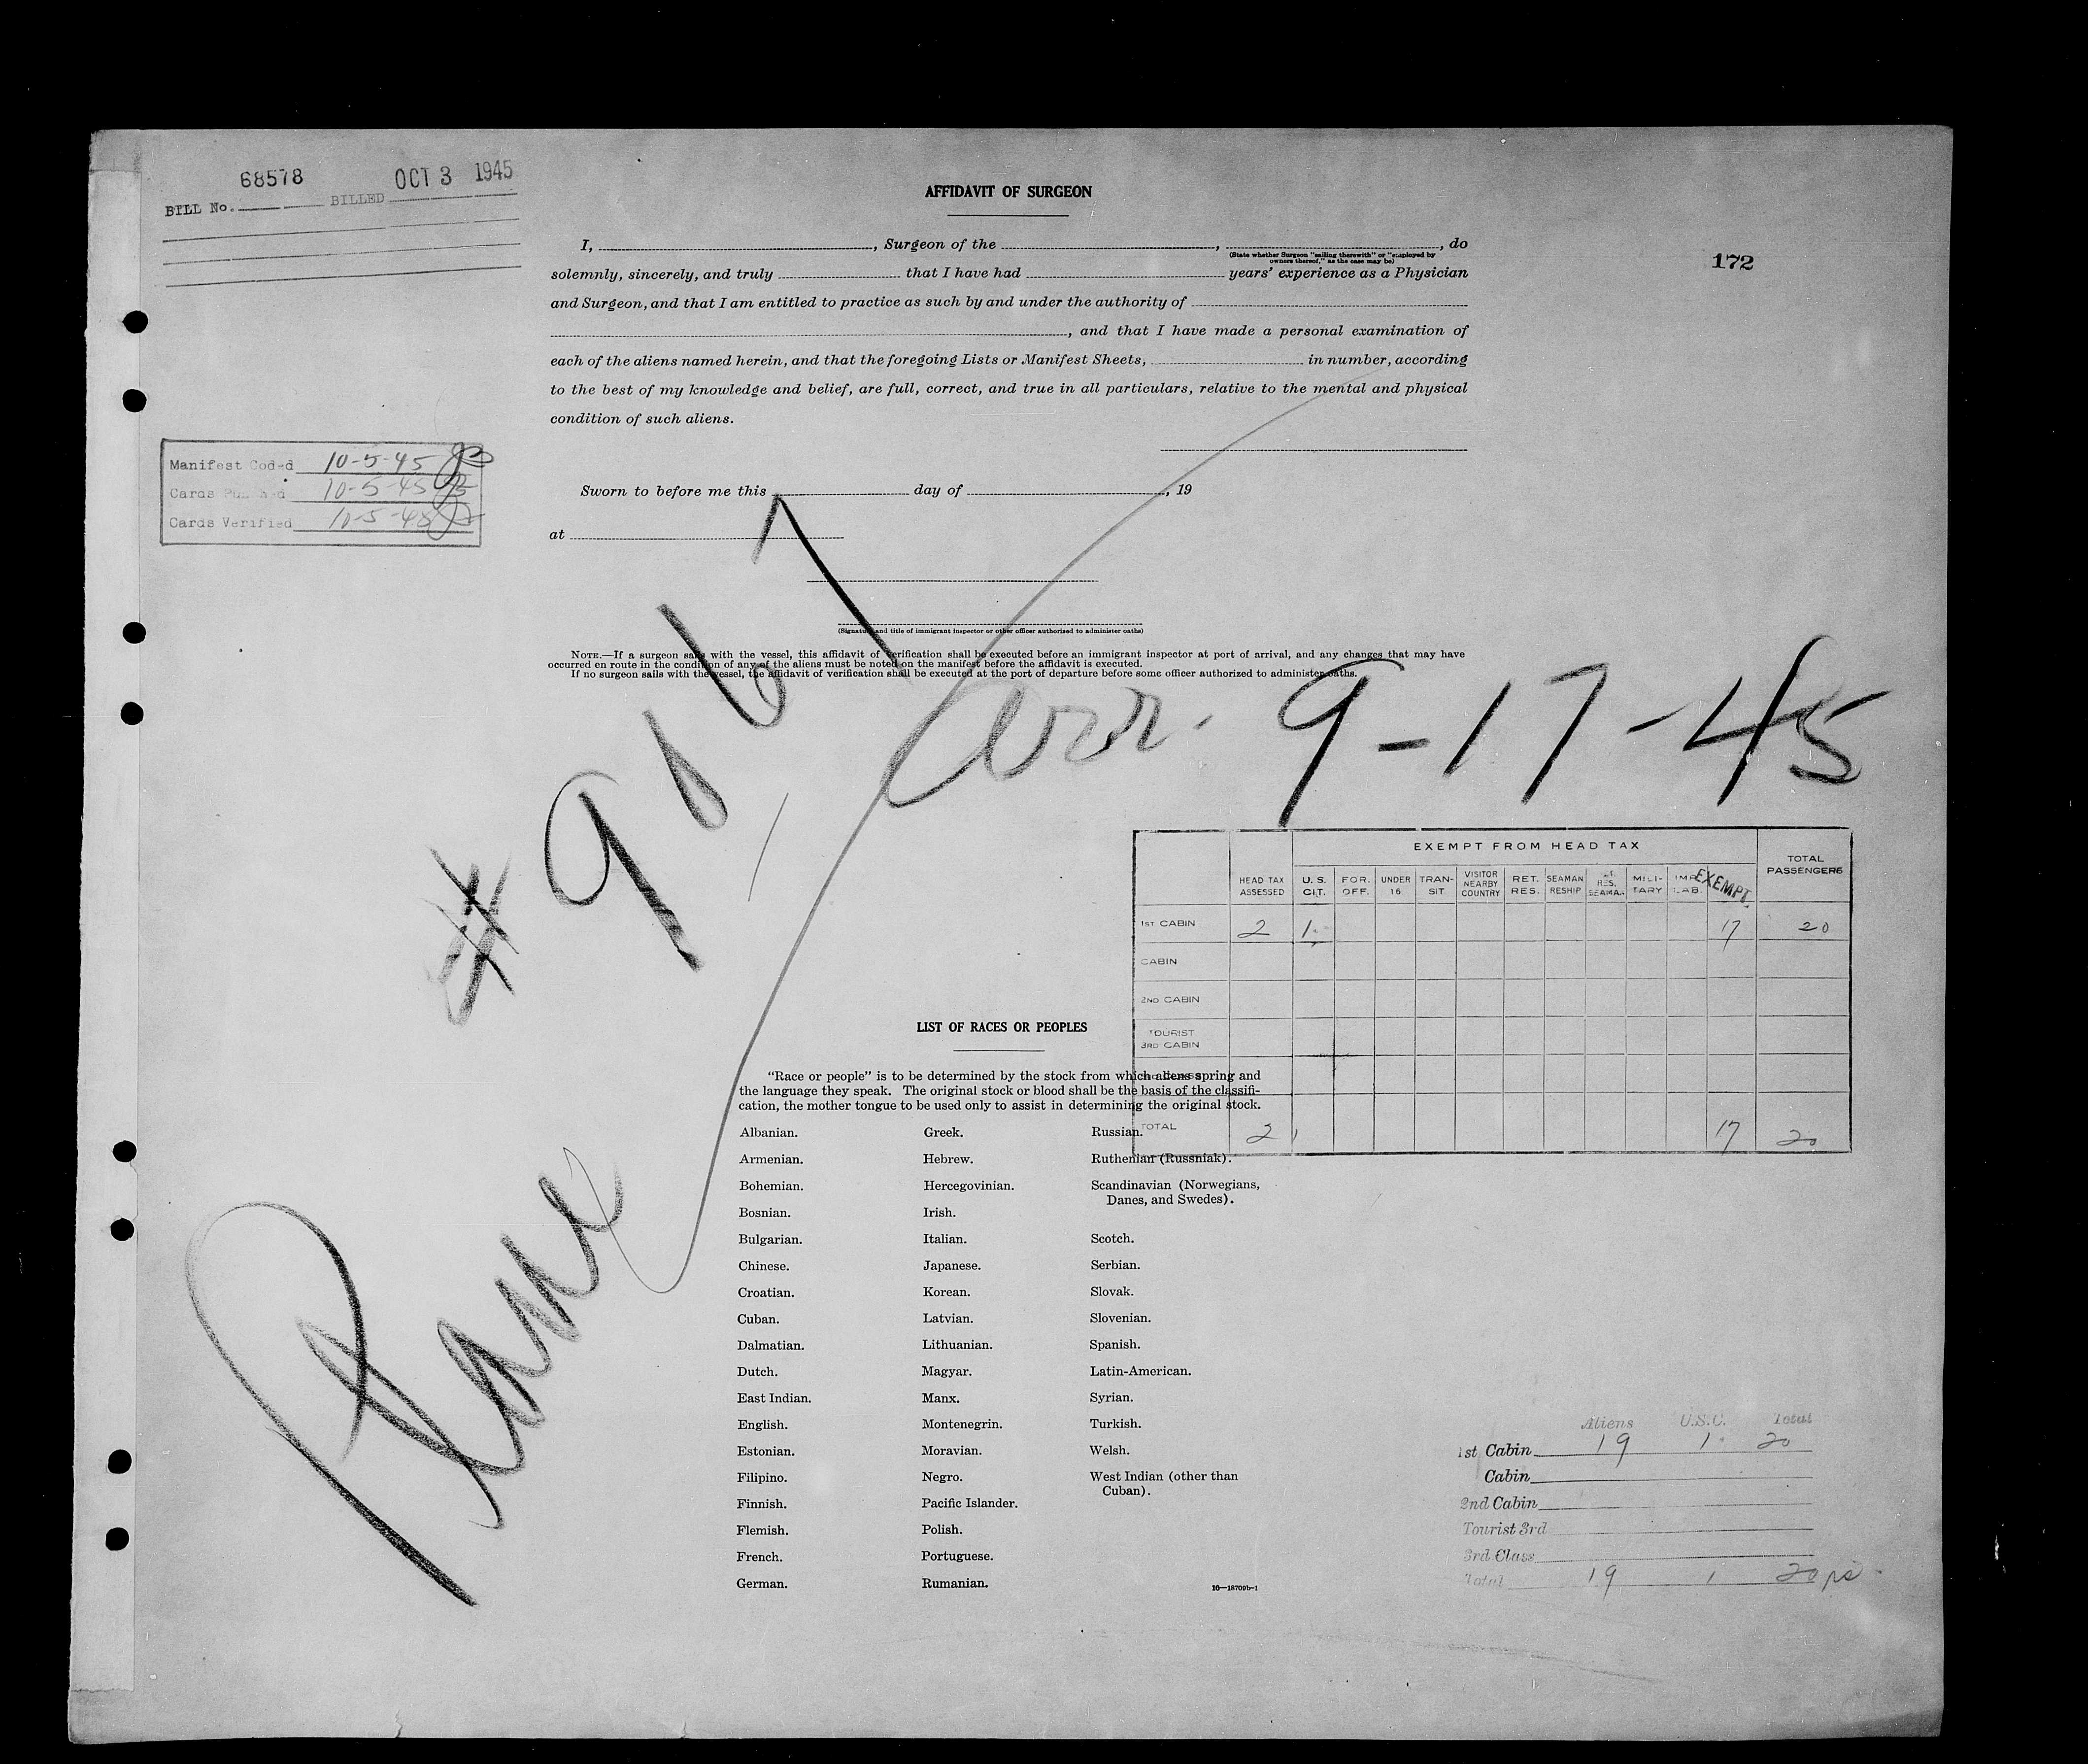 68578 OCT 3 1945
BILL No. BILLED
AFFIDAVIT OF SURGEON
172
I, , Surgeon of the , , do
(State whether Surgeon "sailing therewith" or "employed by
owners thereof," as the case may be)
solemnly, sincerely, and truly that I have had years' experience as a Physician
and Surgeon, and that I am entitled to practice as such by and under the authority of
, and that I have made a personal examination of
each of the aliens named herein, and that the foregoing Lists or Manifest Sheets, in number, according
to the best of my knowledge and belief, are full, correct, and true in all particulars, relative to the mental and physical
condition of such aliens.
Manifest Coded 10-5-45
Cards Punched 10-5-45
Cards Verified 10-5-45
Sworn to before me this day of , 19
at
(Signature and title of immigrant inspector or other officer authorized to administer oaths)
NOTE.—If a surgeon sails with the vessel, this affidavit of verification shall be executed before an immigrant inspector at port of arrival, and any changes that may have
occurred en route in the condition of any of the aliens must be noted on the manifest before the affidavit is executed.
If no surgeon sails with the vessel, the affidavit of verification shall be executed at the port of departure before some officer authorized to administer oaths.
Arr. 9-17-45
Plane # 9867
EXEMPT FROM HEAD TAX
HEAD TAX ASSESSED U. S. CIT. FOR. OFF. UNDER 16 TRANSIT VISITOR NEARBY COUNTRY RET. RES. SEAMAN RESHIP. RES. SEAMAN MILITARY IMP. LAB. EXEMPT. TOTAL PASSENGERS
1ST CABIN 2 1 17 20
CABIN
2ND CABIN
TOURIST
3RD CABIN
TOTAL 2 1 17 20
LIST OF RACES OR PEOPLES
"Race or people" is to be determined by the stock from which aliens spring and
the language they speak. The original stock or blood shall be the basis of the classifi-
cation, the mother tongue to be used only to assist in determining the original stock.
Albanian. Greek. Russian.
Armenian. Hebrew. Ruthenian (Russniak).
Bohemian. Hercegovinian. Scandinavian (Norwegians,
Danes, and Swedes).
Bosnian. Irish.
Bulgarian. Italian. Scotch.
Chinese. Japanese. Serbian.
Croatian. Korean. Slovak.
Cuban. Latvian. Slovenian.
Dalmatian. Lithuanian. Spanish.
Dutch. Magyar. Latin-American.
East Indian. Manx. Syrian.
English. Montenegrin. Turkish.
Estonian. Moravian. Welsh.
Filipino. Negro. West Indian (other than
Cuban).
Finnish. Pacific Islander.
Flemish. Polish.
French. Portuguese.
German. Rumanian.
16—18709b-1
Aliens U.S.C. Total
1st Cabin 19 1 20
Cabin
2nd Cabin
Tourist 3rd
3rd Class
Total 19 1 20